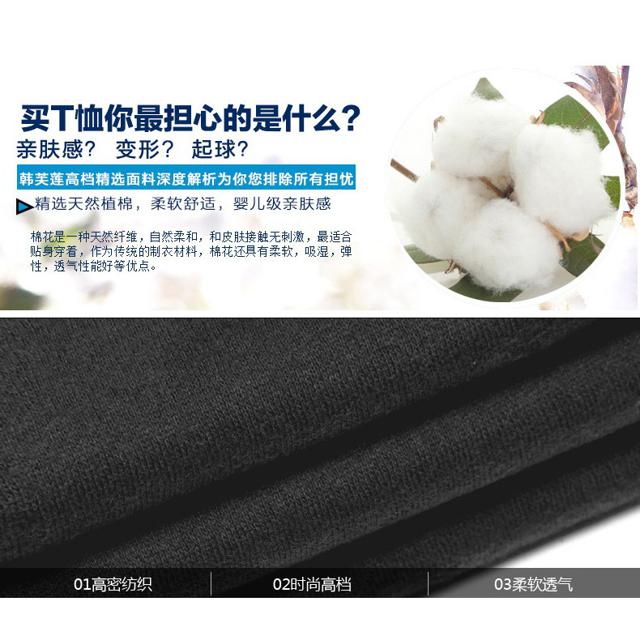 买T恤你最担心的是什么?
亲肤感? 变形? 起球?
韩芙莲高档精选面料深度解析为你您排除所有担忧
精选天然植棉，柔软舒适，婴儿级亲肤感
棉花是一种天然纤维，自然柔和，和皮肤接触无刺激，最适合
贴身穿着，作为传统的制衣材料，棉花还具有柔软，吸湿，弹
性，透气性能好等优点。
01高密纺织 02时尚高档 03柔软透气